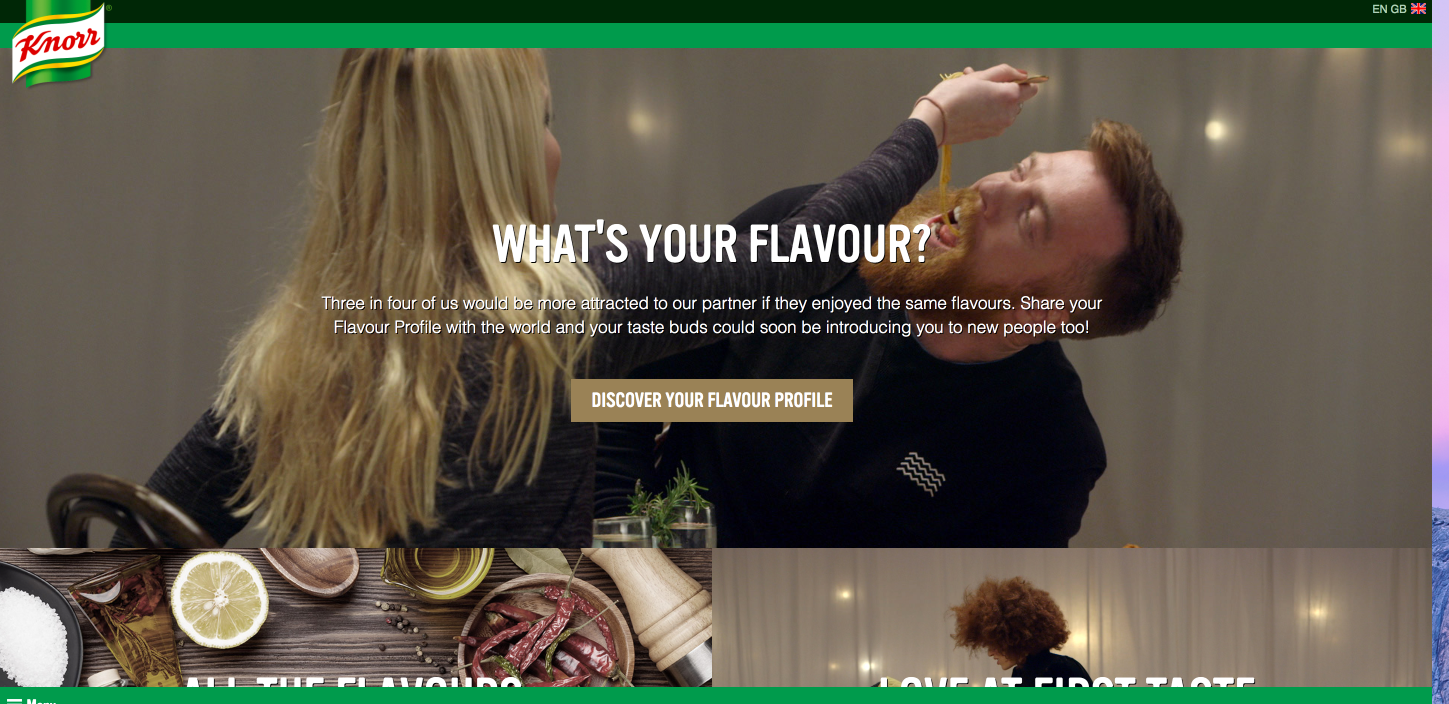 EN GB
Knorr
WHAT'S YOUR FLAVOUR?
Three in four of us would be more attracted to our partner if they enjoyed the same flavours. Share your
Flavour Profile with the world and your taste buds could soon be introducing you to new people too!
DISCOVER YOUR FLAVOUR PROFILE
ALL THE FLAVOURS
LOVE AT FIRST TASTE
Menu